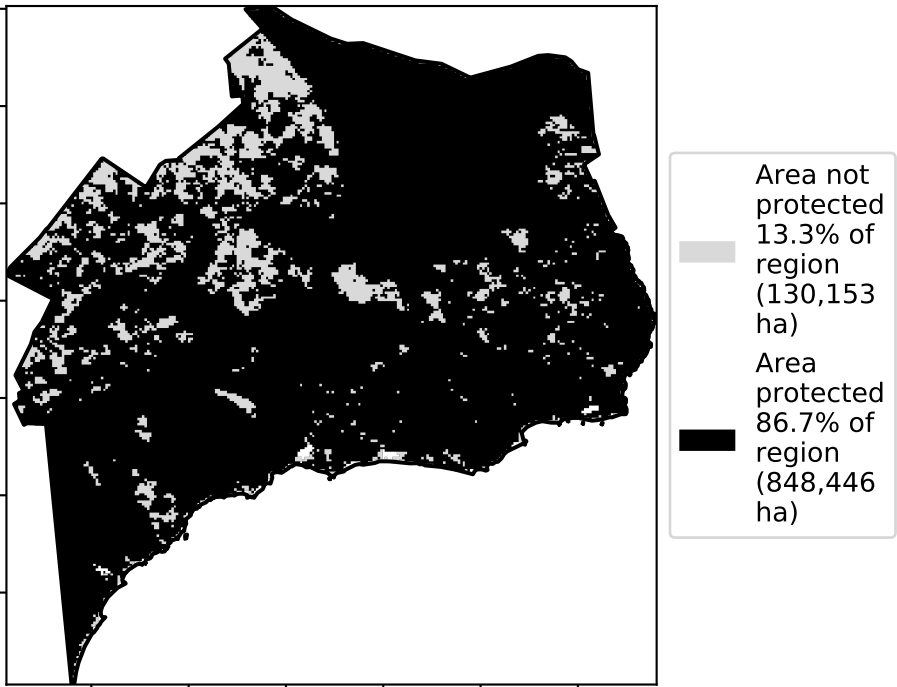 Area not
protected
13.3% of
region
(130,153
ha)
Area
protected
86.7% of
region
(848,446
ha)